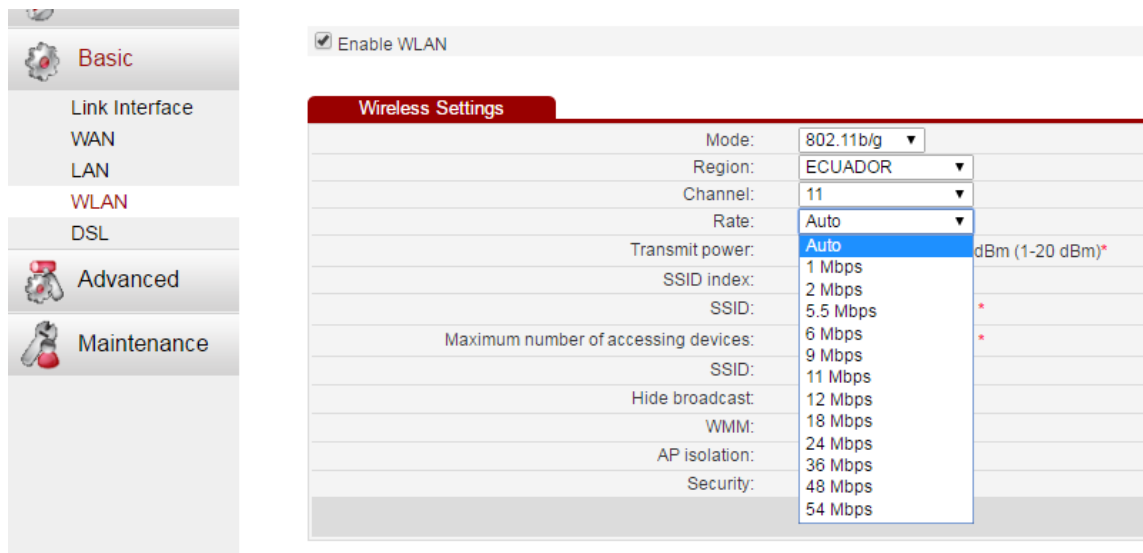 Basic
Link Interface
WAN
LAN
WLAN
DSL
Advanced
Maintenance
Enable WLAN
Wireless Settings
Mode: 802.11b/g
Region: ECUADOR
Channel: 11
Rate: Auto
Auto
1 Mbps
2 Mbps
5.5 Mbps
6 Mbps
9 Mbps
11 Mbps
12 Mbps
18 Mbps
24 Mbps
36 Mbps
48 Mbps
54 Mbps
Transmit power: dBm (1-20 dBm)*
SSID index:
SSID: *
Maximum number of accessing devices: *
SSID:
Hide broadcast:
WMM:
AP isolation:
Security: